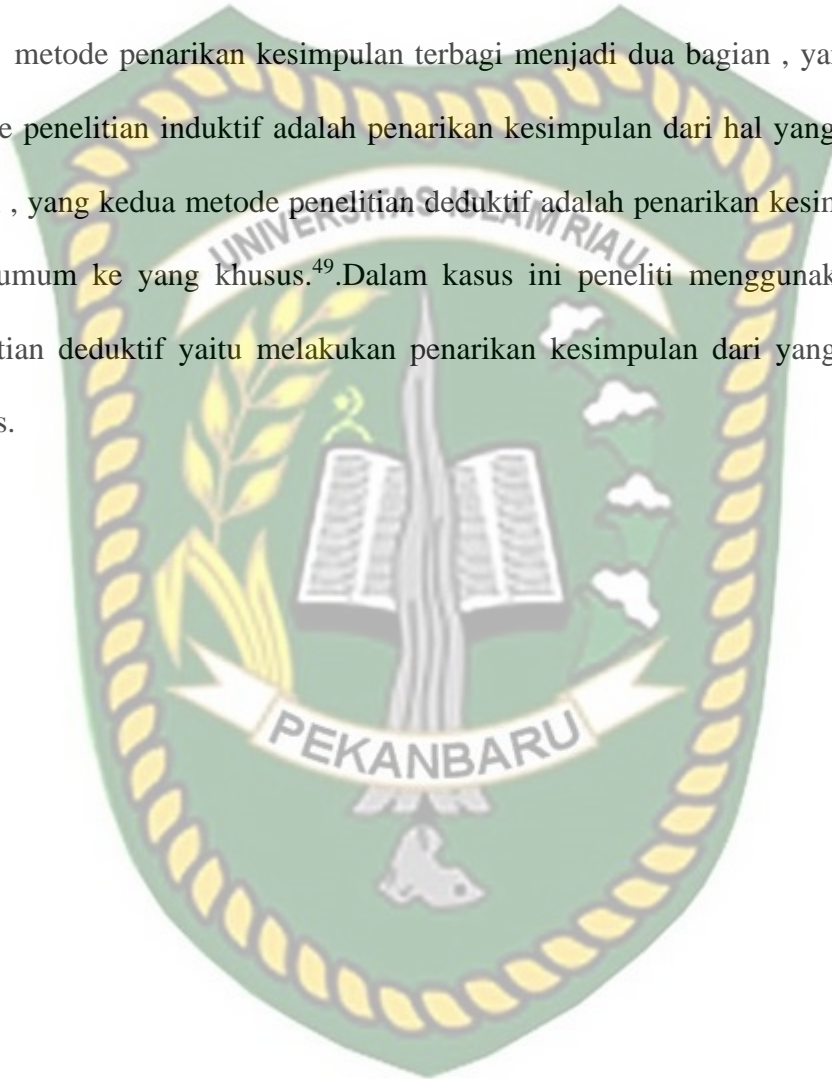 metode penarikan kesimpulan terbagi menjadi dua bagian , ya
e penelitian induktif adalah penarikan kesimpulan dari hal yang
, yang kedua metode penelitian deduktif adalah penarikan kesi
UNIVERSITAS ISLAM RIAU
umum ke yang khusus.⁴⁹.Dalam kasus ini peneliti menggunak
tian deduktif yaitu melakukan penarikan kesimpulan dari yang
s.
PEKANBARU